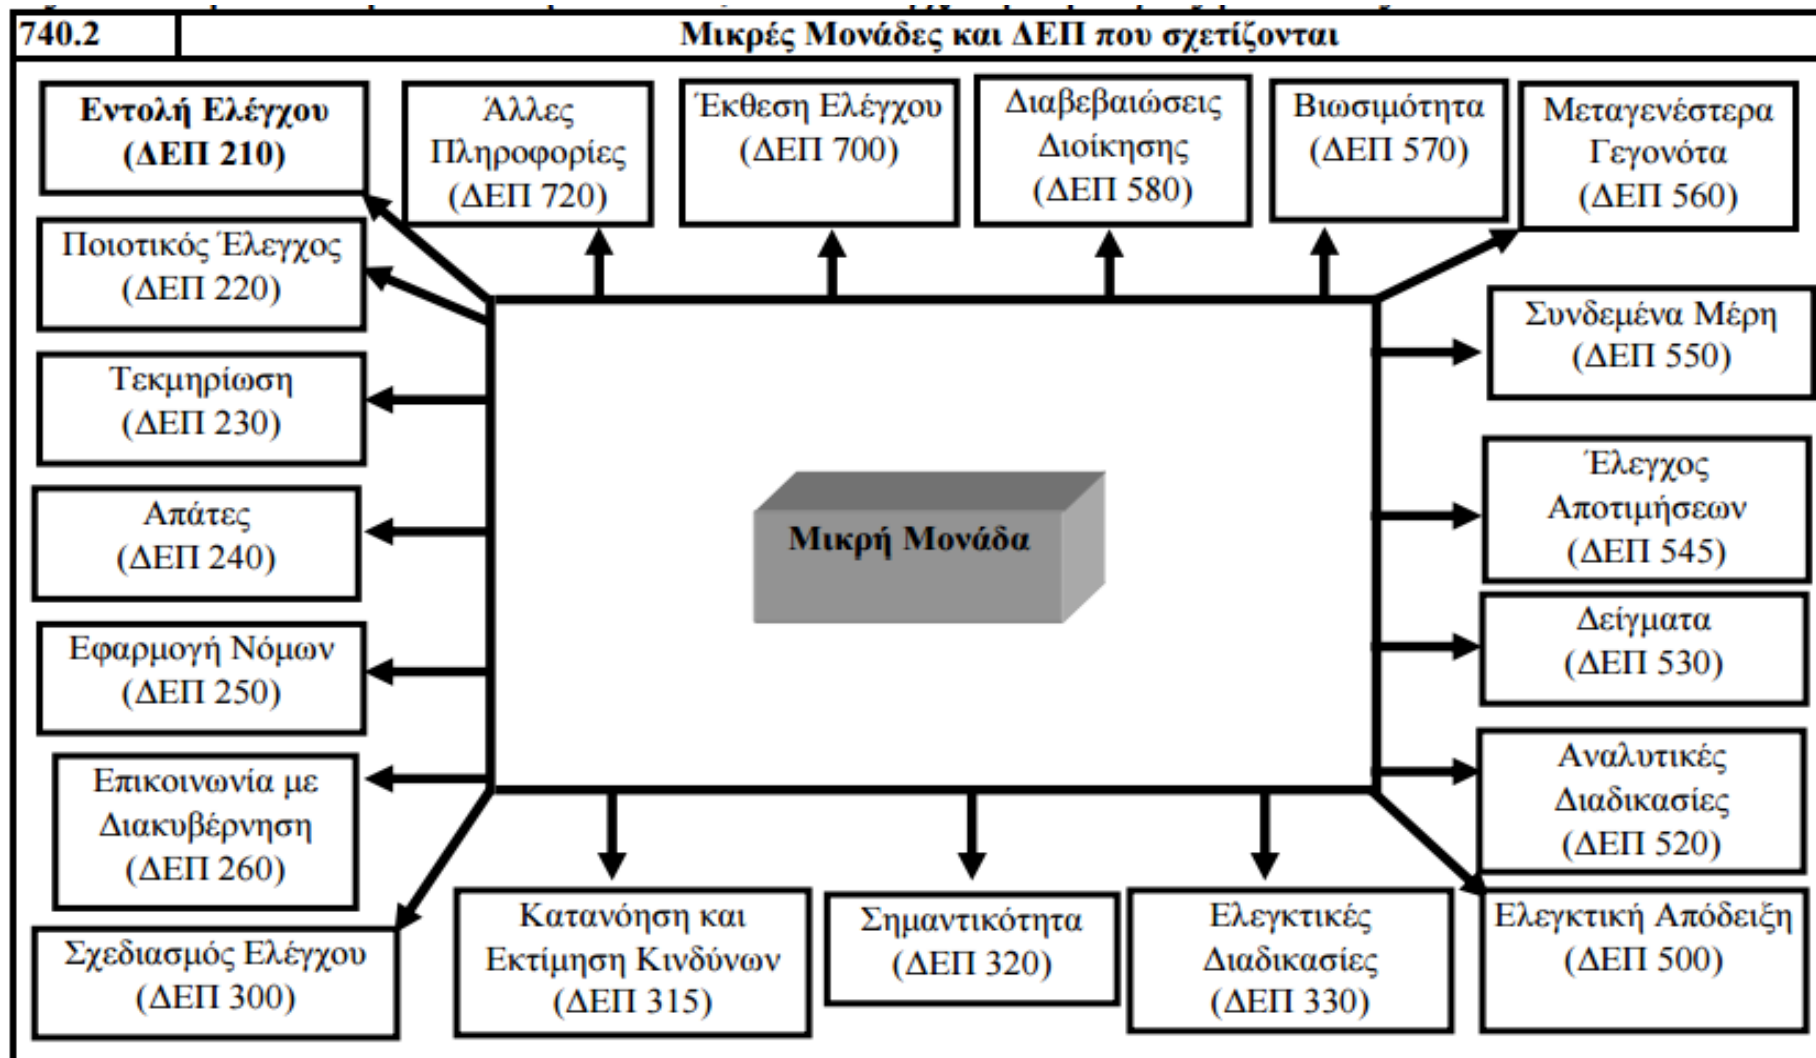 740.2
Μικρές Μονάδες και ΔΕΠ που σχετίζονται
Εντολή Ελέγχου
(ΔΕΠ 210)
Άλλες
Πληροφορίες
(ΔΕΠ 720)
Έκθεση Ελέγχου
(ΔΕΠ 700)
Διαβεβαιώσεις
Διοίκησης
(ΔΕΠ 580)
Βιωσιμότητα
(ΔΕΠ 570)
Μεταγενέστερα
Γεγονότα
(ΔΕΠ 560)
Ποιοτικός Έλεγχος
(ΔΕΠ 220)
Τεκμηρίωση
(ΔΕΠ 230)
Απάτες
(ΔΕΠ 240)
Εφαρμογή Νόμων
(ΔΕΠ 250)
Επικοινωνία με
Διακυβέρνηση
(ΔΕΠ 260)
Σχεδιασμός Ελέγχου
(ΔΕΠ 300)
Μικρή Μονάδα
Συνδεμένα Μέρη
(ΔΕΠ 550)
Έλεγχος
Αποτιμήσεων
(ΔΕΠ 545)
Δείγματα
(ΔΕΠ 530)
Αναλυτικές
Διαδικασίες
(ΔΕΠ 520)
Κατανόηση και
Εκτίμηση Κινδύνων
(ΔΕΠ 315)
Σημαντικότητα
(ΔΕΠ 320)
Ελεγκτικές
Διαδικασίες
(ΔΕΠ 330)
Ελεγκτική Απόδειξη
(ΔΕΠ 500)